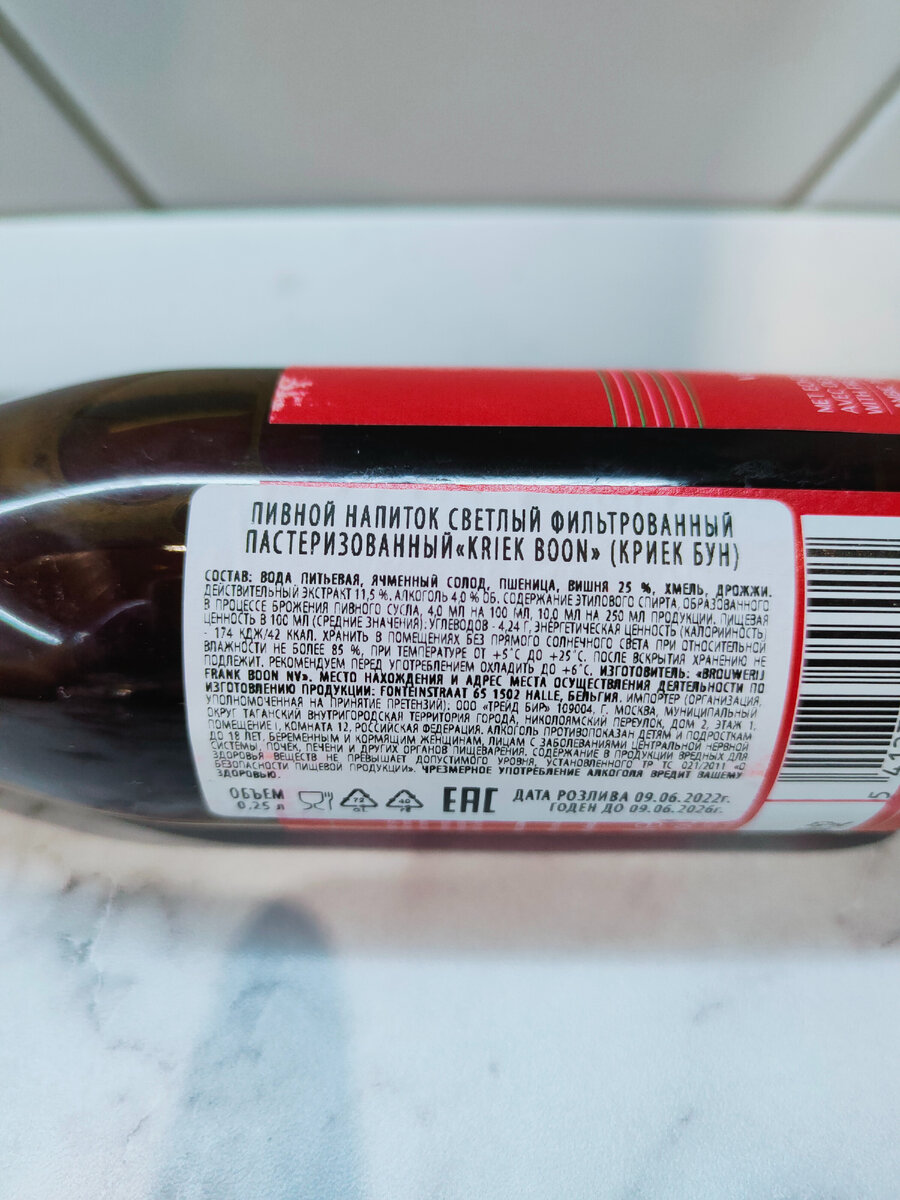 MET E
AVEC D
WITH
ПИВНОЙ НАПИТОК СВЕТЛЫЙ ФИЛЬТРОВАННЫЙ
ПАСТЕРИЗОВАННЫЙ «KRIEK BOON» (КРИЕК БУН)
СОСТАВ: ВОДА ПИТЬЕВАЯ, ЯЧМЕННЫЙ СОЛОД, ПШЕНИЦА, ВИШНЯ 25 %, ХМЕЛЬ, ДРОЖЖИ.
ДЕЙСТВИТЕЛЬНЫЙ ЭКСТРАКТ 11,5 %. АЛКОГОЛЬ 4,0 % ОБ. СОДЕРЖАНИЕ ЭТИЛОВОГО СПИРТА, ОБРАЗОВАННОГО
В ПРОЦЕССЕ БРОЖЕНИЯ ПИВНОГО СУСЛА, 4,0 МЛ НА 100 МЛ, 10,0 МЛ НА 250 МЛ ПРОДУКЦИИ. ПИЩЕВАЯ
ЦЕННОСТЬ В 100 МЛ (СРЕДНИЕ ЗНАЧЕНИЯ): УГЛЕВОДОВ - 4,24 Г, ЭНЕРГЕТИЧЕСКАЯ ЦЕННОСТЬ (КАЛОРИЙНОСТЬ)
- 174 КДЖ/42 ККАЛ. ХРАНИТЬ В ПОМЕЩЕНИЯХ БЕЗ ПРЯМОГО СОЛНЕЧНОГО СВЕТА ПРИ ОТНОСИТЕЛЬНОЙ
ВЛАЖНОСТИ НЕ БОЛЕЕ 85 %, ПРИ ТЕМПЕРАТУРЕ ОТ +5°C ДО +25°C. ПОСЛЕ ВСКРЫТИЯ ХРАНЕНИЮ НЕ
ПОДЛЕЖИТ. РЕКОМЕНДУЕМ ПЕРЕД УПОТРЕБЛЕНИЕМ ОХЛАДИТЬ ДО +6°C. ИЗГОТОВИТЕЛЬ: «BROUWERIJ
FRANK BOON NV». МЕСТО НАХОЖДЕНИЯ И АДРЕС МЕСТА ОСУЩЕСТВЛЕНИЯ ДЕЯТЕЛЬНОСТИ ПО
ИЗГОТОВЛЕНИЮ ПРОДУКЦИИ: FONTEINSTRAAT 65 1502 HALLE, БЕЛЬГИЯ. ИМПОРТЕР (ОРГАНИЗАЦИЯ,
УПОЛНОМОЧЕННАЯ НА ПРИНЯТИЕ ПРЕТЕНЗИЙ): ООО «ТРЕЙД БИР» 109004, Г. МОСКВА, МУНИЦИПАЛЬНЫЙ
ОКРУГ ТАГАНСКИЙ ВНУТРИГОРОДСКАЯ ТЕРРИТОРИЯ ГОРОДА, НИКОЛОЯМСКИЙ ПЕРЕУЛОК, ДОМ 2, ЭТАЖ 1,
ПОМЕЩЕНИЕ I, КОМНАТА 12, РОССИЙСКАЯ ФЕДЕРАЦИЯ. АЛКОГОЛЬ ПРОТИВОПОКАЗАН ДЕТЯМ И ПОДРОСТКАМ
ДО 18 ЛЕТ, БЕРЕМЕННЫМ И КОРМЯЩИМ ЖЕНЩИНАМ, ЛИЦАМ С ЗАБОЛЕВАНИЯМИ ЦЕНТРАЛЬНОЙ НЕРВНОЙ
СИСТЕМЫ, ПОЧЕК, ПЕЧЕНИ И ДРУГИХ ОРГАНОВ ПИЩЕВАРЕНИЯ. СОДЕРЖАНИЕ В ПРОДУКЦИИ ВРЕДНЫХ ДЛЯ
ЗДОРОВЬЯ ВЕЩЕСТВ НЕ ПРЕВЫШАЕТ ДОПУСТИМОГО УРОВНЯ, УСТАНОВЛЕННОГО ТР ТС 021/2011 «О
БЕЗОПАСНОСТИ ПИЩЕВОЙ ПРОДУКЦИИ». ЧРЕЗМЕРНОЕ УПОТРЕБЛЕНИЕ АЛКОГОЛЯ ВРЕДИТ ВАШЕМУ
ЗДОРОВЬЮ.
ОБЪЕМ
0,25 Л
EAC
ДАТА РОЗЛИВА 09.06.2022г.
ГОДЕН ДО 09.06.2026г.